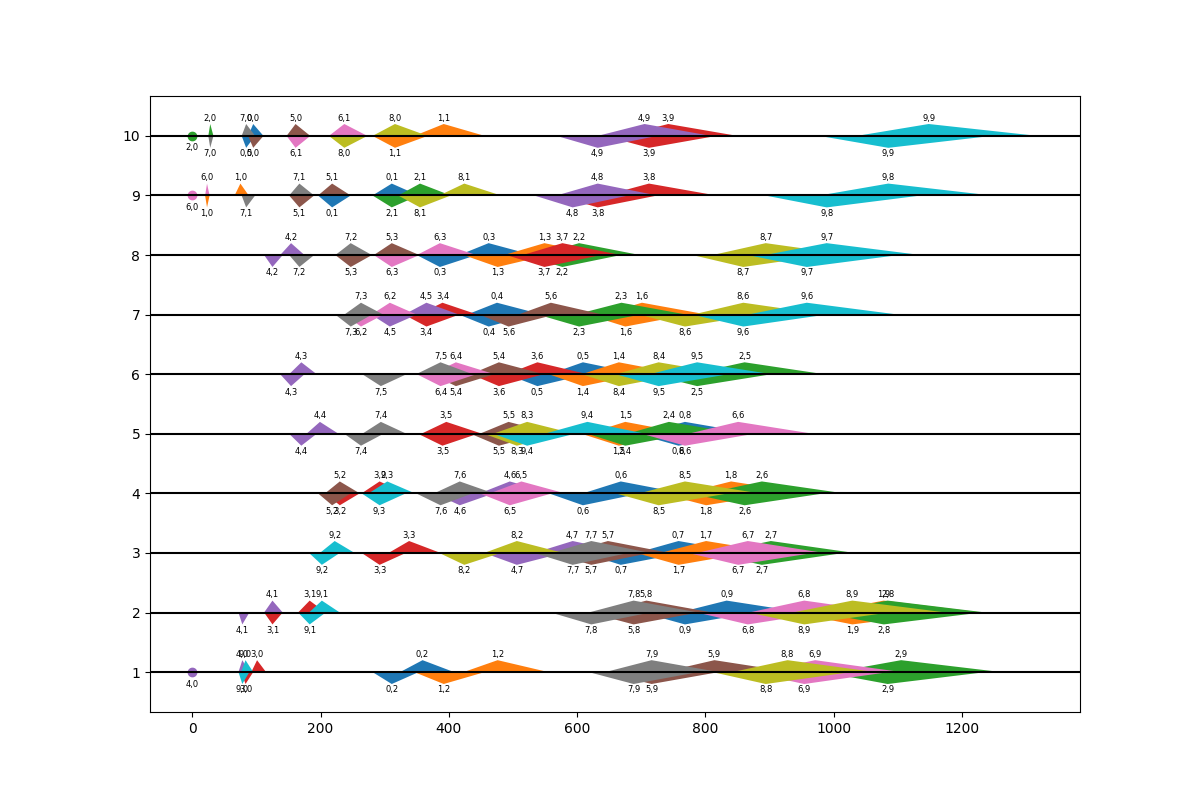 10 2,0 7,0 0,0 5,0 6,1 8,0 1,1 4,9 3,9 9,9
2,0 7,0 0,0 5,0 6,1 8,0 1,1 4,9 3,9 9,9
9 6,0 1,0 7,1 5,1 0,1 2,1 8,1 4,8 3,8 9,8
6,0 1,0 7,1 5,1 0,1 2,1 8,1 4,8 3,8 9,8
8 4,2 7,2 5,3 6,3 0,3 1,3 3,7 2,2 8,7 9,7
4,2 7,2 5,3 6,3 0,3 1,3 3,7 2,2 8,7 9,7
7 7,3 6,2 4,5 3,4 0,4 5,6 2,3 1,6 8,6 9,6
7,3 6,2 4,5 3,4 0,4 5,6 2,3 1,6 8,6 9,6
6 4,3 7,5 6,4 5,4 3,6 0,5 1,4 8,4 9,5 2,5
4,3 7,5 6,4 5,4 3,6 0,5 1,4 8,4 9,5 2,5
5 4,4 7,4 3,5 5,5 8,3 9,4 1,5 2,4 0,8 6,6
4,4 7,4 3,5 5,5 8,3 9,4 1,5 2,4 0,8 6,6
4 5,2 3,2 9,3 7,6 4,6 6,5 0,6 8,5 1,8 2,6
5,2 3,2 9,3 7,6 4,6 6,5 0,6 8,5 1,8 2,6
3 9,2 3,3 8,2 4,7 7,7 5,7 0,7 1,7 6,7 2,7
9,2 3,3 8,2 4,7 7,7 5,7 0,7 1,7 6,7 2,7
2 4,1 3,1 9,1 7,8 5,8 0,9 6,8 8,9 1,9 2,8
4,1 3,1 9,1 7,8 5,8 0,9 6,8 8,9 1,9 2,8
1 4,0 9,0 3,0 0,2 1,2 7,9 5,9 8,8 6,9 2,9
4,0 9,0 3,0 0,2 1,2 7,9 5,9 8,8 6,9 2,9
0 200 400 600 800 1000 1200